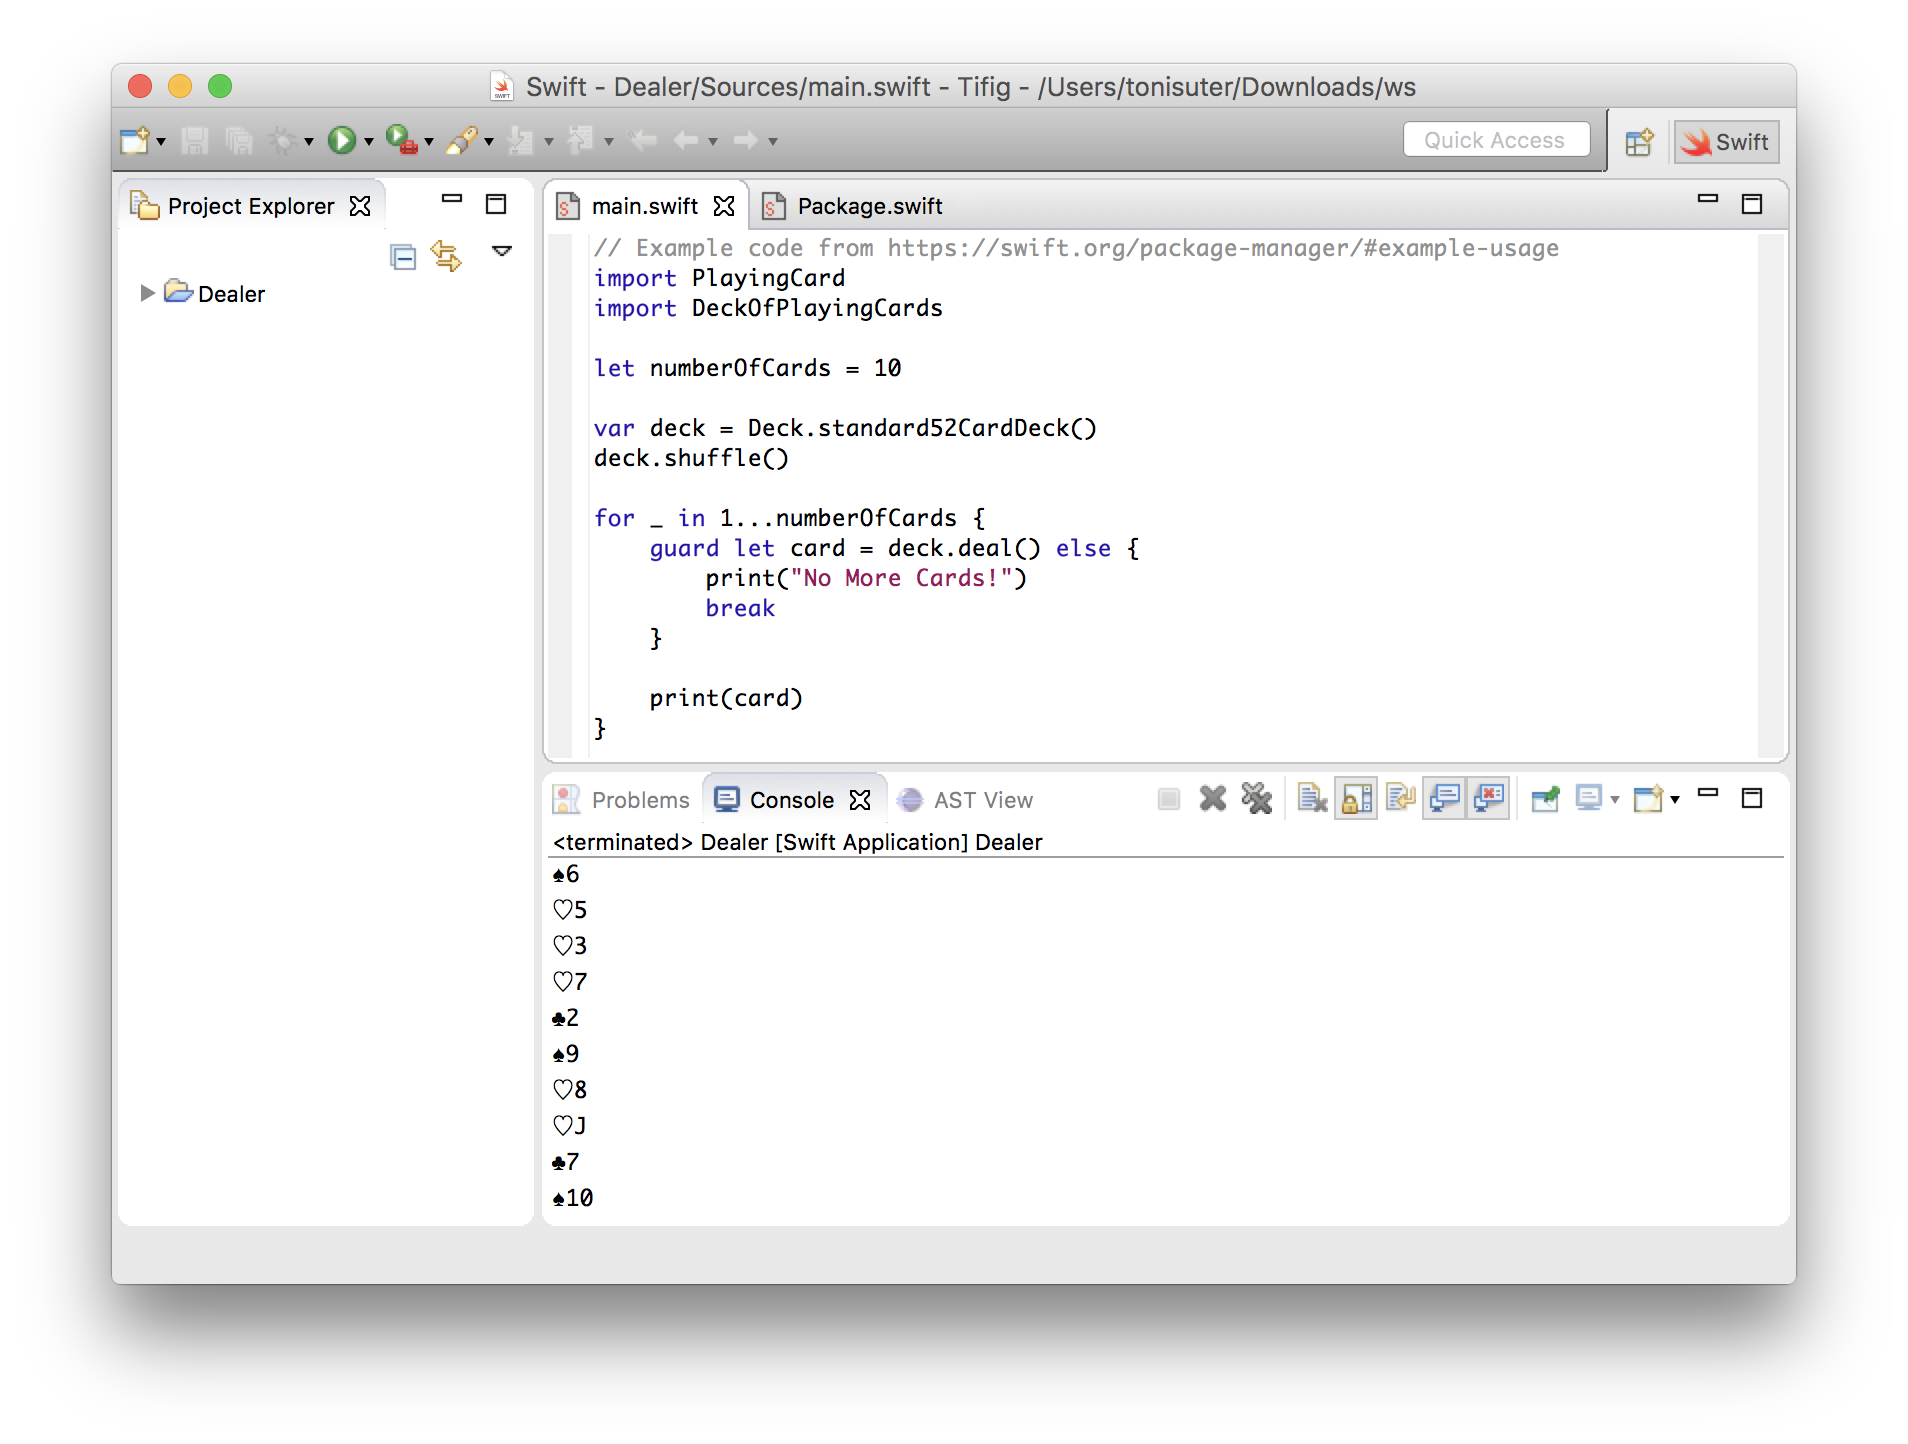 Swift - Dealer/Sources/main.swift - Tifig - /Users/tonisuter/Downloads/ws
Quick Access
Swift
Project Explorer
Dealer
main.swift
Package.swift
// Example code from https://swift.org/package-manager/#example-usage
import PlayingCard
import DeckOfPlayingCards
let numberOfCards = 10
var deck = Deck.standard52CardDeck()
deck.shuffle()
for _ in 1...numberOfCards {
    guard let card = deck.deal() else {
        print("No More Cards!")
        break
    }
    print(card)
}
Problems
Console
AST View
<terminated> Dealer [Swift Application] Dealer
♠6
♡5
♡3
♡7
♣2
♠9
♡8
♡J
♣7
♠10